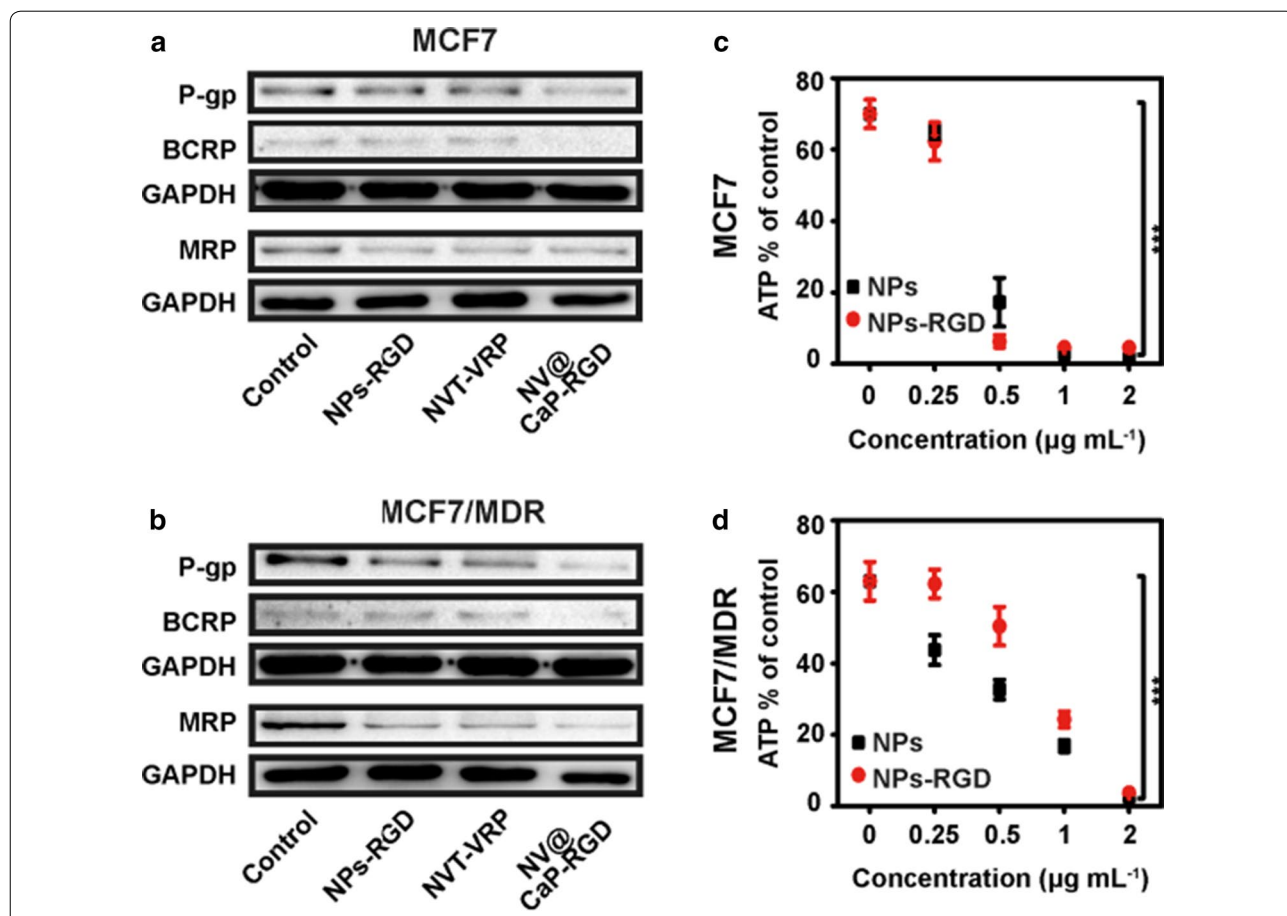 a
MCF7
P-gp
BCRP
GAPDH
MRP
GAPDH
Control
NPs-RGD
NVT-VRP
NV@
CaP-RGD
b
MCF7/MDR
P-gp
BCRP
GAPDH
MRP
GAPDH
Control
NPs-RGD
NVT-VRP
NV@
CaP-RGD
c
MCF7
ATP % of control
80
60
40
20
0
NPs
NPs-RGD
***
0 0.25 0.5 1 2
Concentration (µg mL⁻¹)
d
MCF7/MDR
ATP % of control
80
60
40
20
0
NPs
NPs-RGD
***
0 0.25 0.5 1 2
Concentration (µg mL⁻¹)